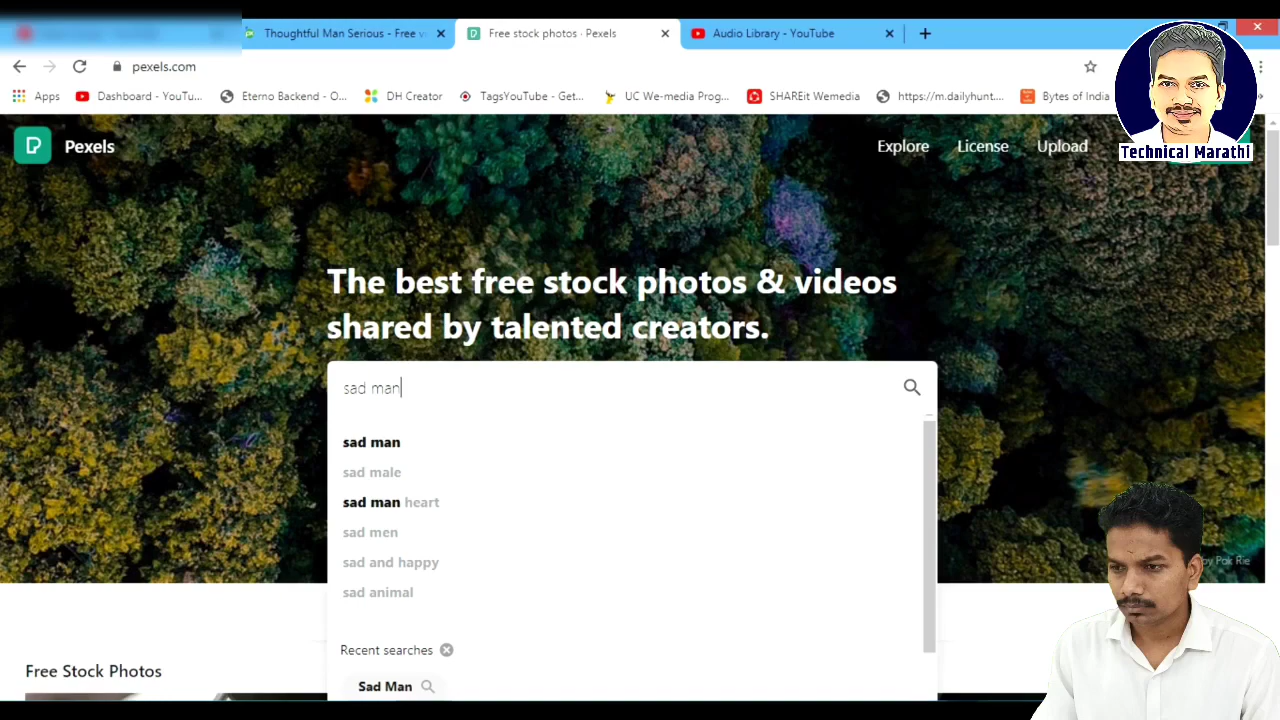 Thoughtful Man Serious - Free v
Free stock photos · Pexels
Audio Library - YouTube
pexels.com
Apps
Dashboard - YouTu...
Eterno Backend - O...
DH Creator
TagsYouTube - Get...
UC We-media Prog...
SHAREit Wemedia
https://m.dailyhunt....
Bytes of India
Technical Marathi
Pexels
Explore
License
Upload
The best free stock photos & videos
shared by talented creators.
sad man
sad man
sad male
sad man heart
sad men
sad and happy
sad animal
by Pok Rie
Recent searches
Sad Man
Free Stock Photos